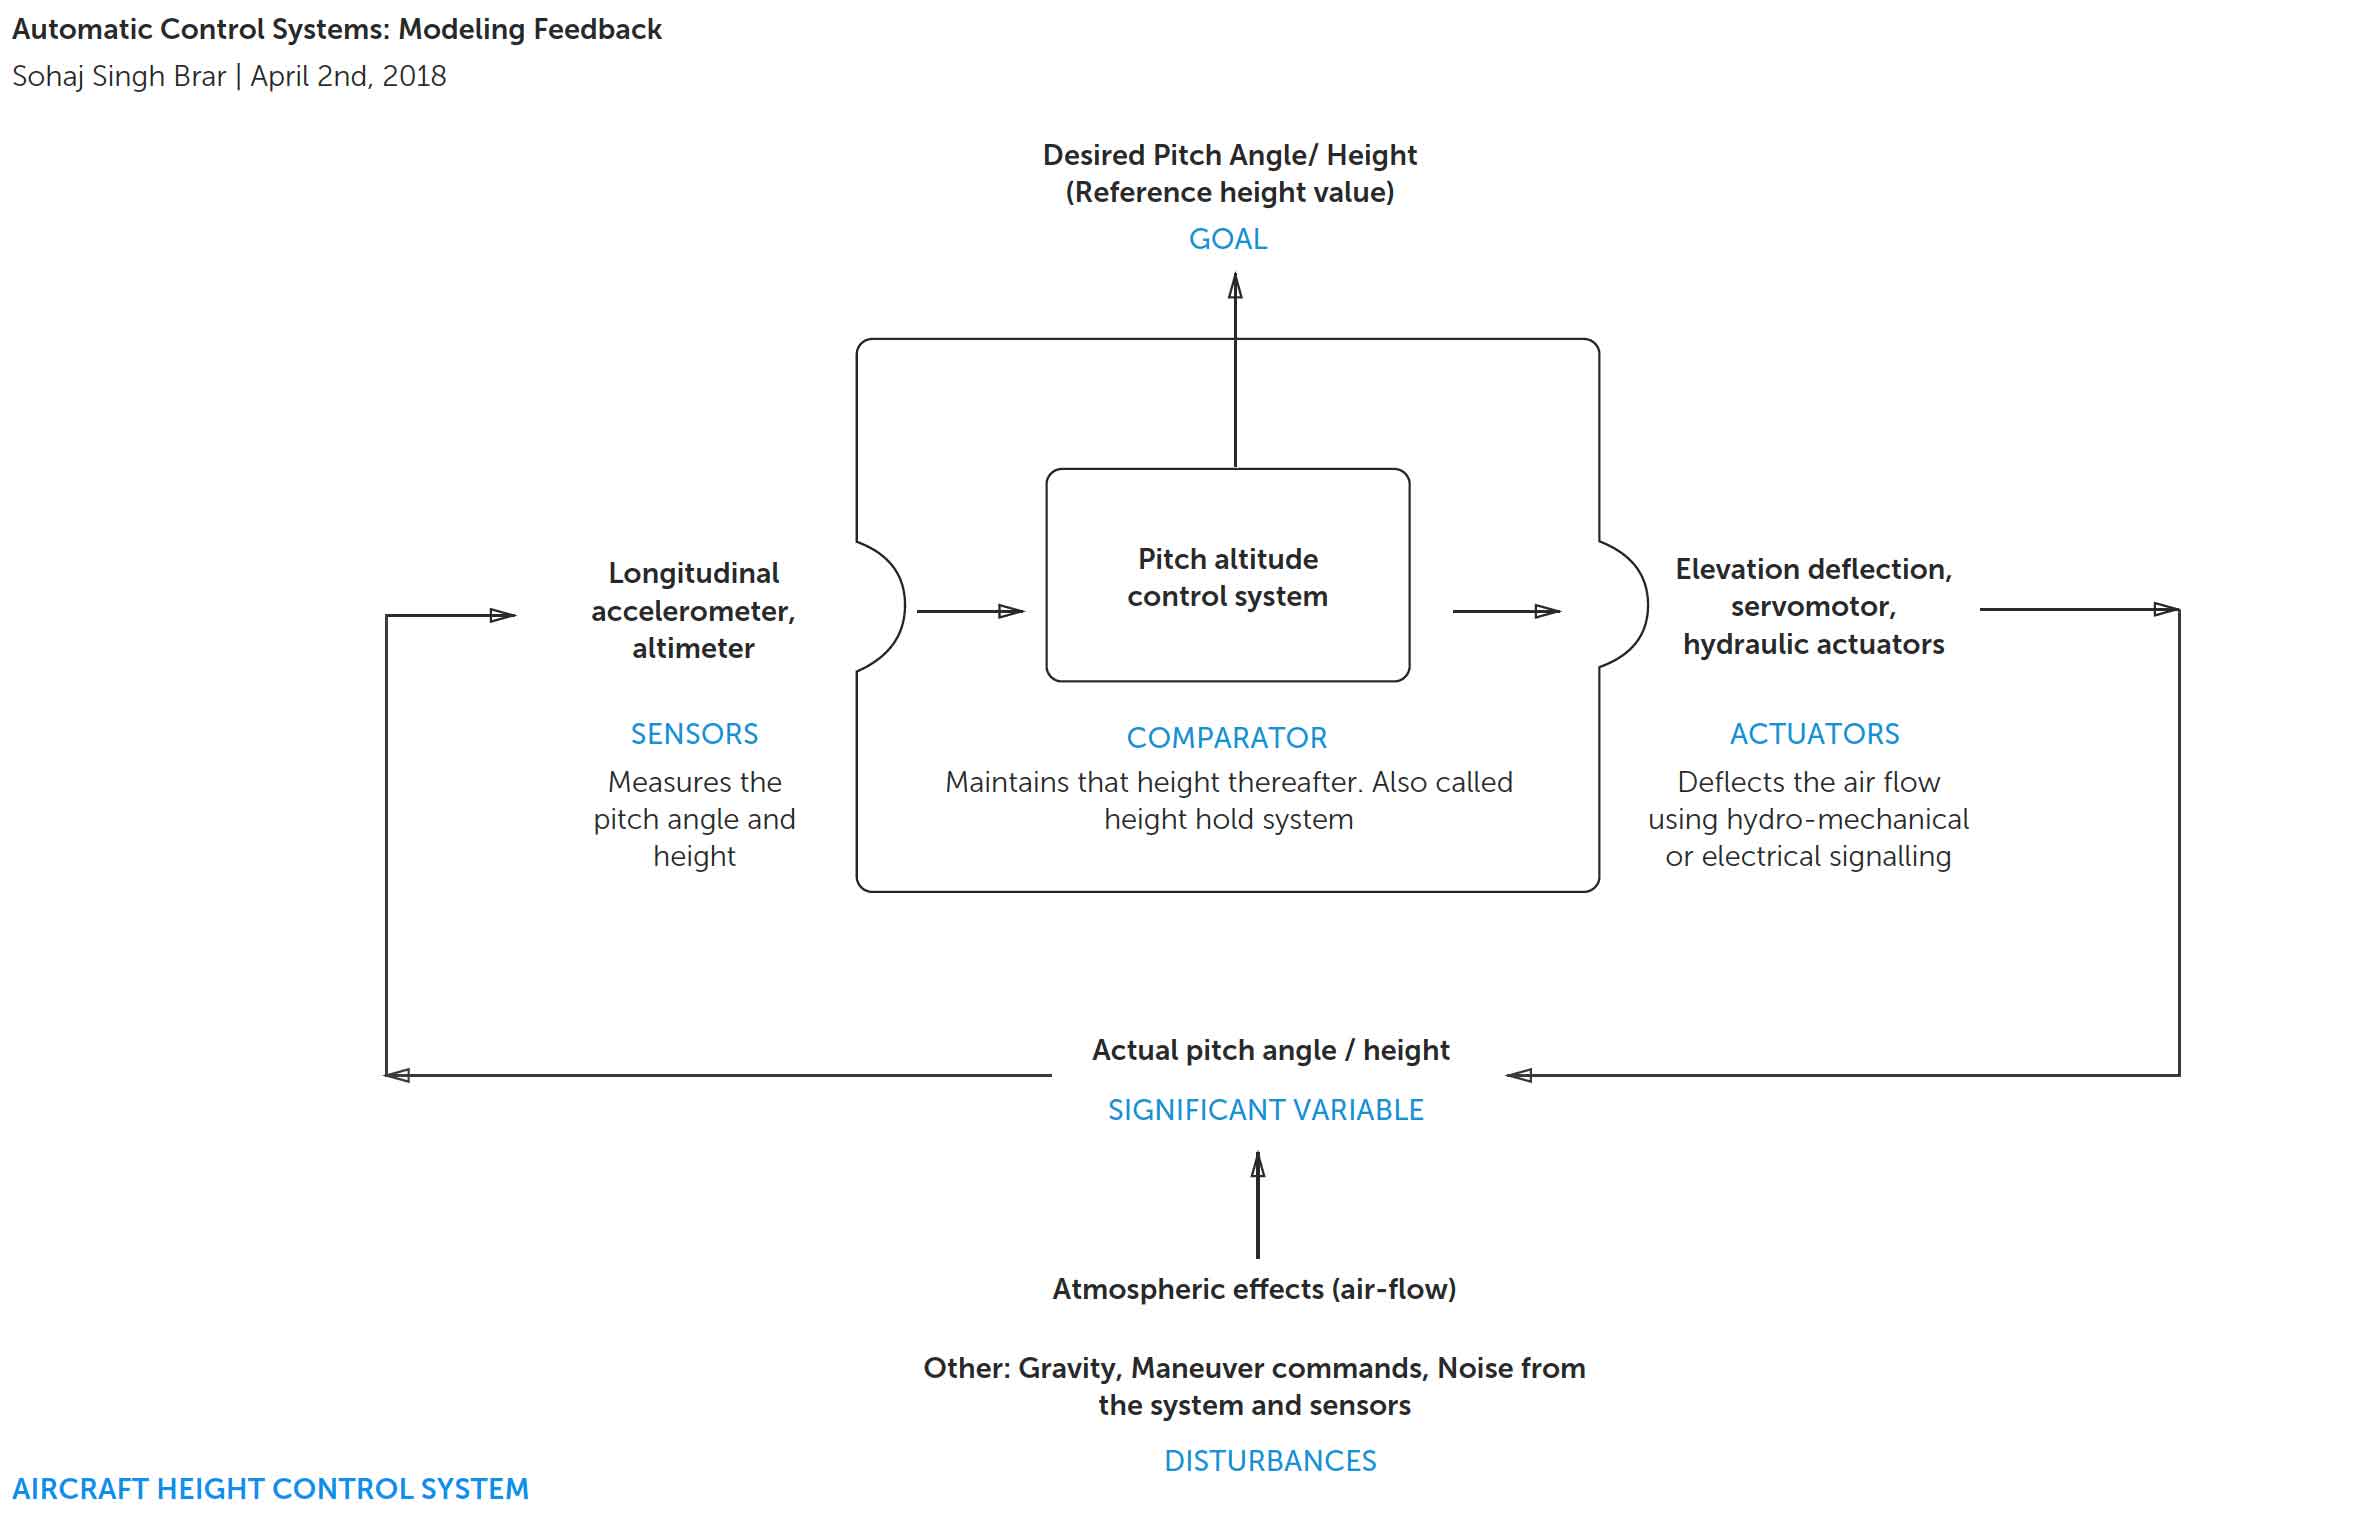 Automatic Control Systems: Modeling Feedback
Sohaj Singh Brar | April 2nd, 2018
Desired Pitch Angle/ Height
(Reference height value)
GOAL
Pitch altitude
control system
Longitudinal
accelerometer,
altimeter
Elevation deflection,
servomotor,
hydraulic actuators
SENSORS
Measures the
pitch angle and
height
COMPARATOR
Maintains that height thereafter. Also called
height hold system
ACTUATORS
Deflects the air flow
using hydro-mechanical
or electrical signalling
Actual pitch angle / height
SIGNIFICANT VARIABLE
Atmospheric effects (air-flow)
Other: Gravity, Maneuver commands, Noise from
the system and sensors
DISTURBANCES
AIRCRAFT HEIGHT CONTROL SYSTEM